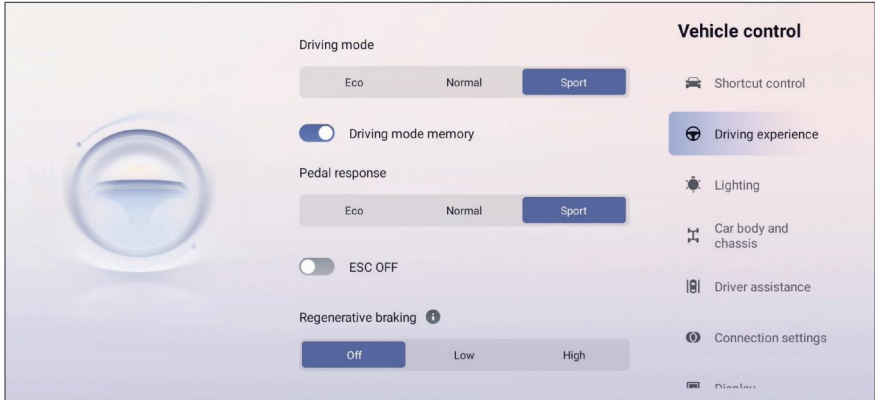 Driving mode
Eco
Normal
Sport
Driving mode memory
Pedal response
Eco
Normal
Sport
ESC OFF
Regenerative braking
Off
Low
High
Vehicle control
Shortcut control
Driving experience
Lighting
Car body and
chassis
Driver assistance
Connection settings
Display